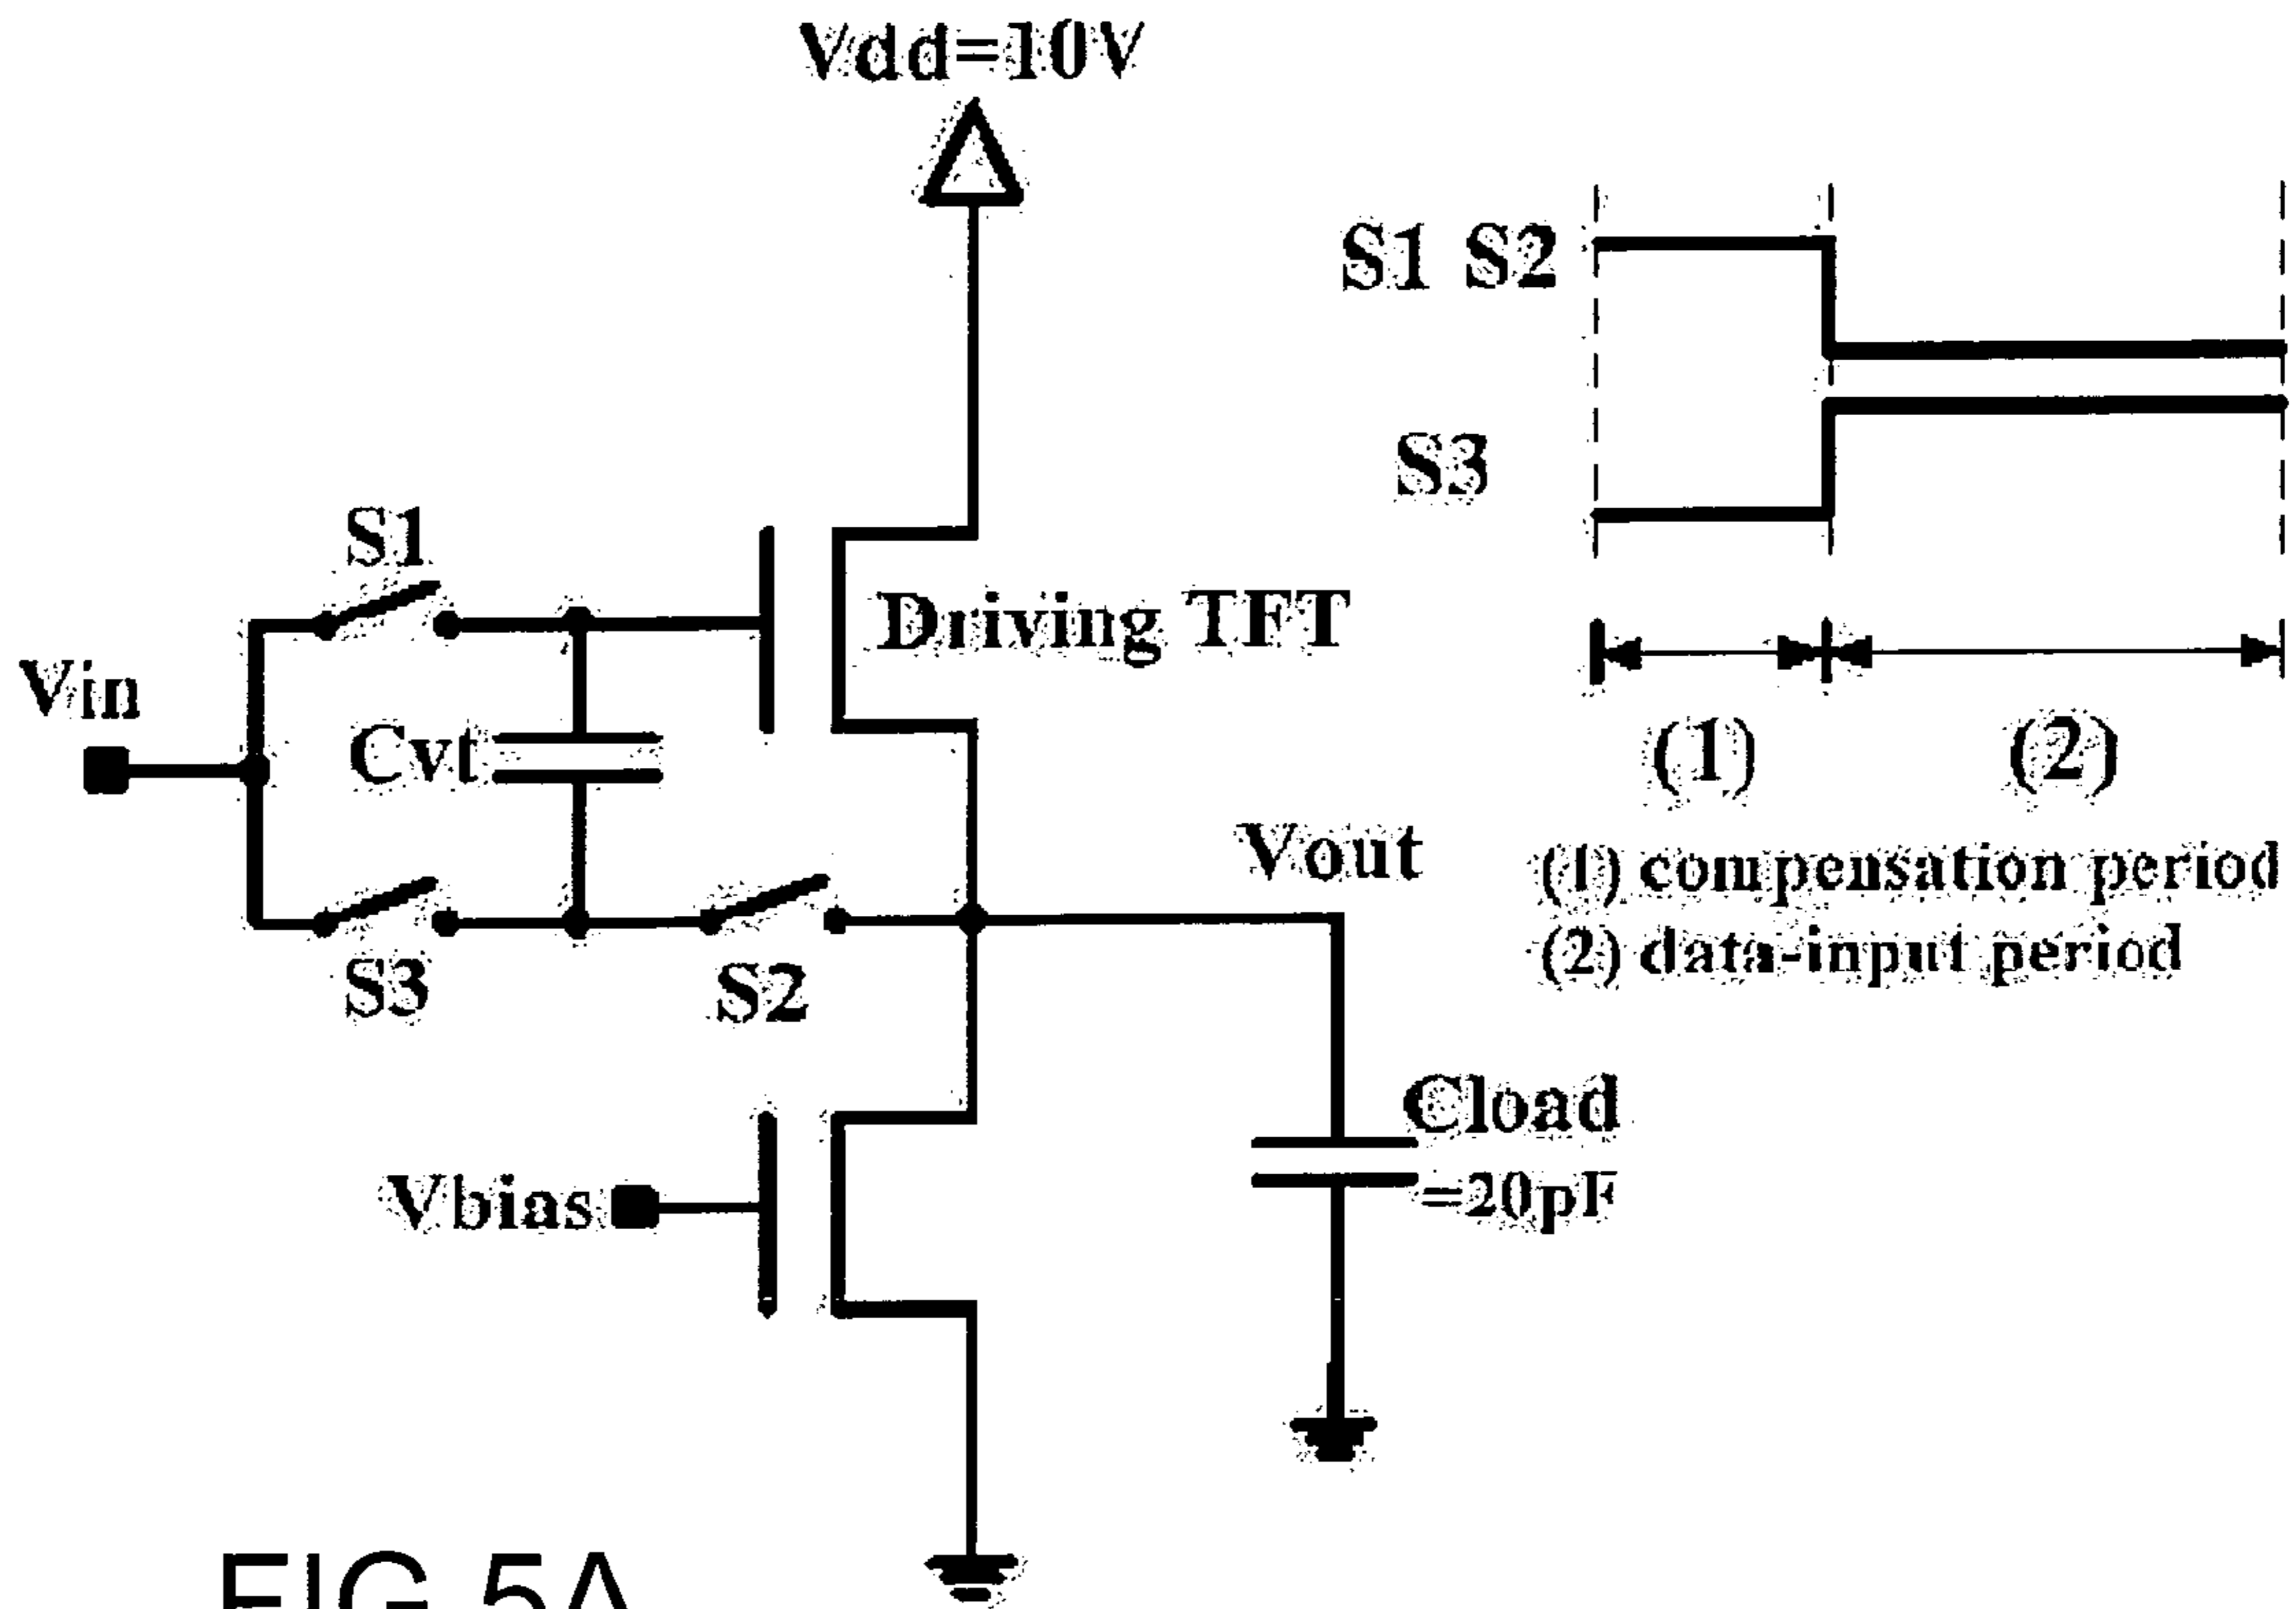 Vdd=10V
S1 S2
S3
S1
Driving TFT
Vin
Cvt
(1)
(2)
Vout
(1) compensation period
(2) data-input period
S3
S2
Cload
=20pF
Vbias
FIG.5A